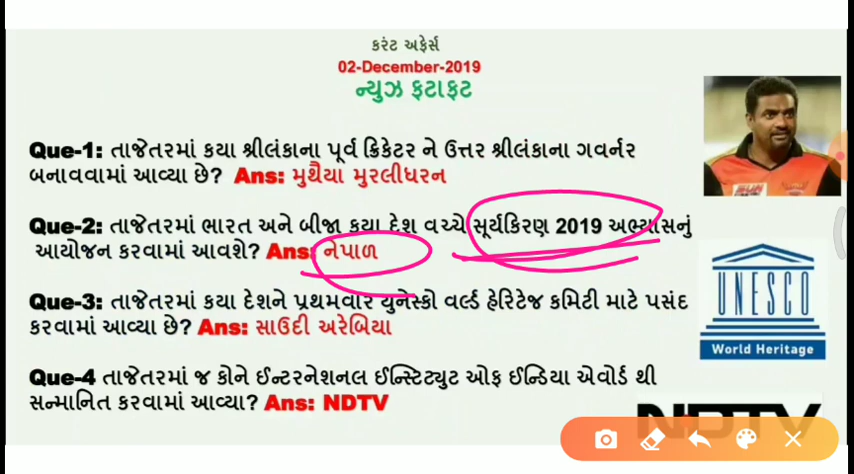 કરંટ અફેર્સ
02-December-2019
ન્યુઝ ફટાફટ
Que-1: તાજેતરમાં કયા શ્રીલંકાના પૂર્વ ક્રિકેટર ને ઉત્તર શ્રીલંકાના ગવર્નર
બનાવવામાં આવ્યા છે? Ans: મુથૈયા મુરલીધરન
Que-2: તાજેતરમાં ભારત અને બીજા કયા દેશ વચ્ચે સૂર્યકિરણ 2019 અભ્યાસનું
આયોજન કરવામાં આવશે? Ans: નેપાળ
Que-3: તાજેતરમાં કયા દેશને પ્રથમવાર યુનેસ્કો વર્લ્ડ હેરિટેજ કમિટી માટે પસંદ
કરવામાં આવ્યા છે? Ans: સાઉદી અરેબિયા
Que-4 તાજેતરમાં જ કોને ઈન્ટરનેશનલ ઈન્સ્ટિટ્યુટ ઓફ ઈન્ડિયા એવોર્ડ થી
સન્માનિત કરવામાં આવ્યા? Ans: NDTV
UNESCO
World Heritage
NDTV